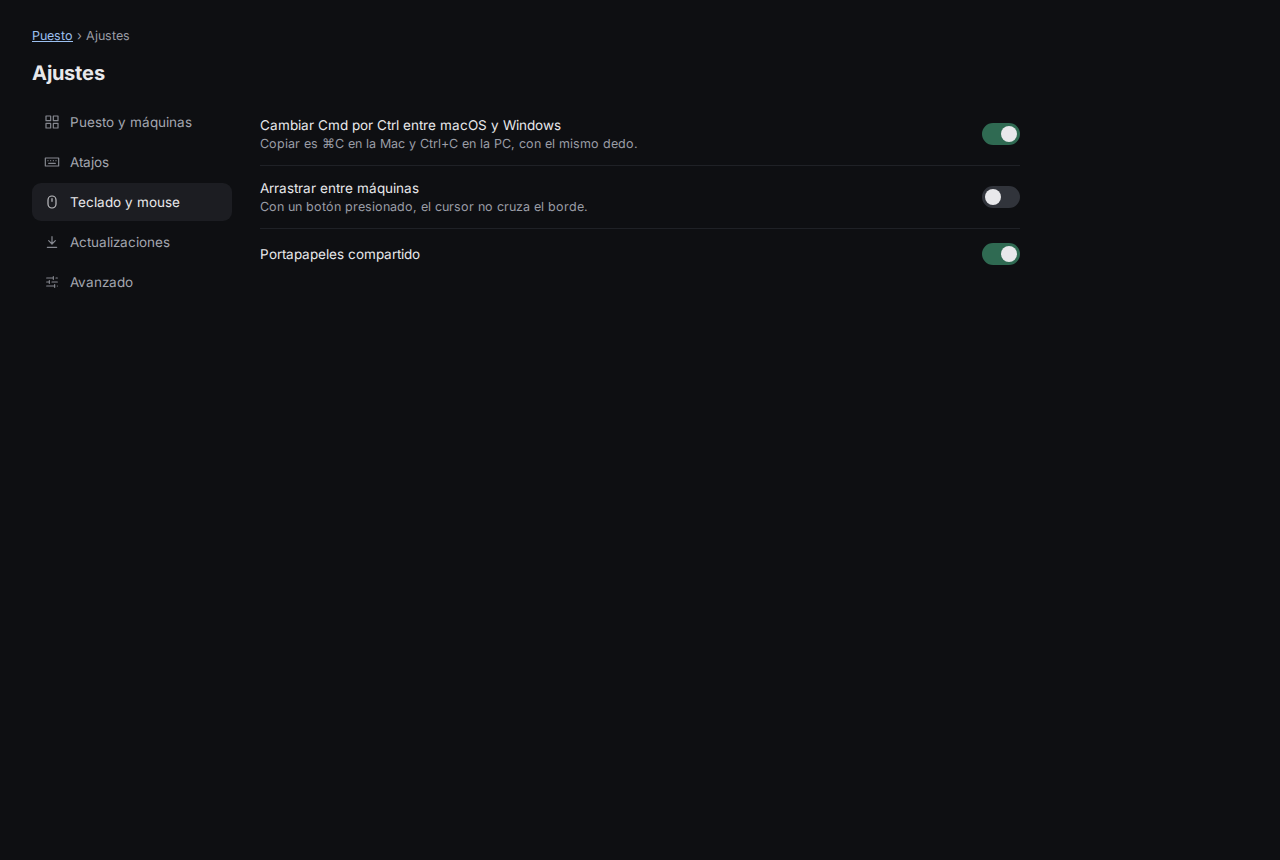 Puesto › Ajustes
Ajustes
Puesto y máquinas
Atajos
Teclado y mouse
Actualizaciones
Avanzado
Cambiar Cmd por Ctrl entre macOS y Windows
Copiar es ⌘C en la Mac y Ctrl+C en la PC, con el mismo dedo.
Arrastrar entre máquinas
Con un botón presionado, el cursor no cruza el borde.
Portapapeles compartido